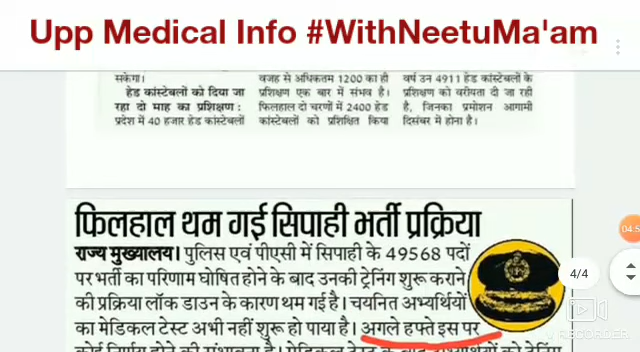 Upp Medical Info #WithNeetuMa'am
सकेगा।
हेड कांस्टेबलों को दिया जा
रहा दो माह का प्रशिक्षण :
प्रदेश में 40 हजार हेड कांस्टेबलों
वजह से अधिकतम 1200 का ही
प्रशिक्षण एक बार में संभव है।
फिलहाल दो चरणों में 2400 हेड
कांस्टेबलों को प्रशिक्षित किया
वर्ष उन 4911 हेड कांस्टेबलों के
प्रशिक्षण को वरीयता दी जा रही
है, जिनका प्रमोशन आगामी
दिसंबर में होना है।
फिलहाल थम गई सिपाही भर्ती प्रक्रिया
राज्य मुख्यालय। पुलिस एवं पीएसी में सिपाही के 49568 पदों
पर भर्ती का परिणाम घोषित होने के बाद उनकी ट्रेनिंग शुरू कराने
की प्रक्रिया लॉक डाउन के कारण थम गई है। चयनित अभ्यर्थियों
का मेडिकल टेस्ट अभी नहीं शुरू हो पाया है। अगले हफ्ते इस पर
4/4
04:5